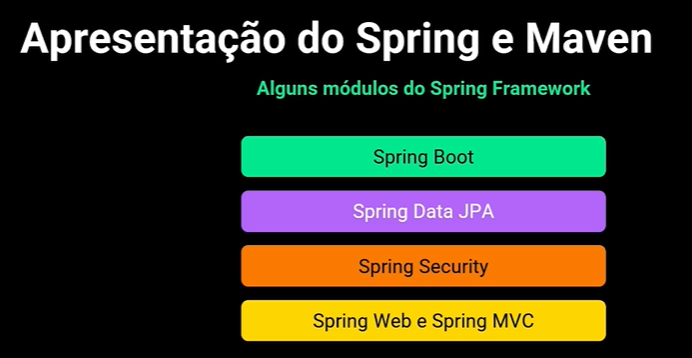 Apresentação do Spring e Maven
Alguns módulos do Spring Framework
Spring Boot
Spring Data JPA
Spring Security
Spring Web e Spring MVC